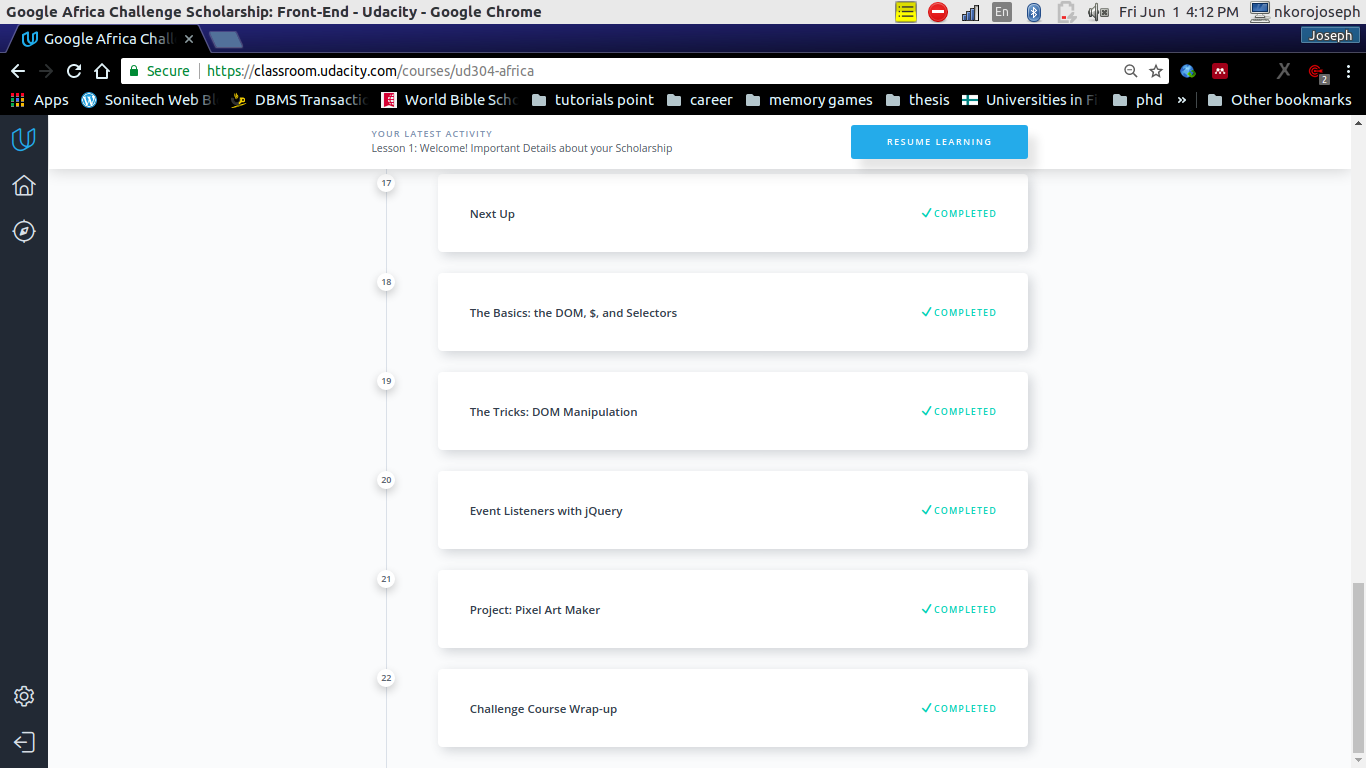 Google Africa Challenge Scholarship: Front-End - Udacity - Google Chrome
En
Fri Jun 1 4:12 PM
nkorojoseph
Google Africa Chall
Joseph
Secure
https://classroom.udacity.com/courses/ud304-africa
X
2
Apps
Sonitech Web Bl
DBMS Transactic
World Bible Scho
tutorials point
career
memory games
thesis
Universities in Fi
phd
»
Other bookmarks
YOUR LATEST ACTIVITY
Lesson 1: Welcome! Important Details about your Scholarship
RESUME LEARNING
17
Next Up
COMPLETED
18
The Basics: the DOM, $, and Selectors
COMPLETED
19
The Tricks: DOM Manipulation
COMPLETED
20
Event Listeners with jQuery
COMPLETED
21
Project: Pixel Art Maker
COMPLETED
22
Challenge Course Wrap-up
COMPLETED